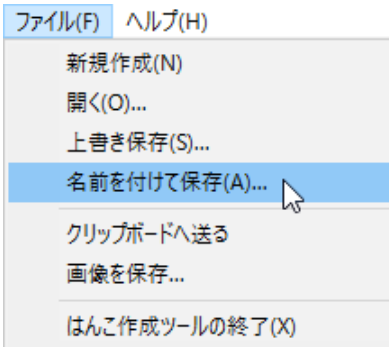 ファイル(F) ヘルプ(H)
新規作成(N)
開く(O)...
上書き保存(S)...
名前を付けて保存(A)...
クリップボードへ送る
画像を保存...
はんこ作成ツールの終了(X)